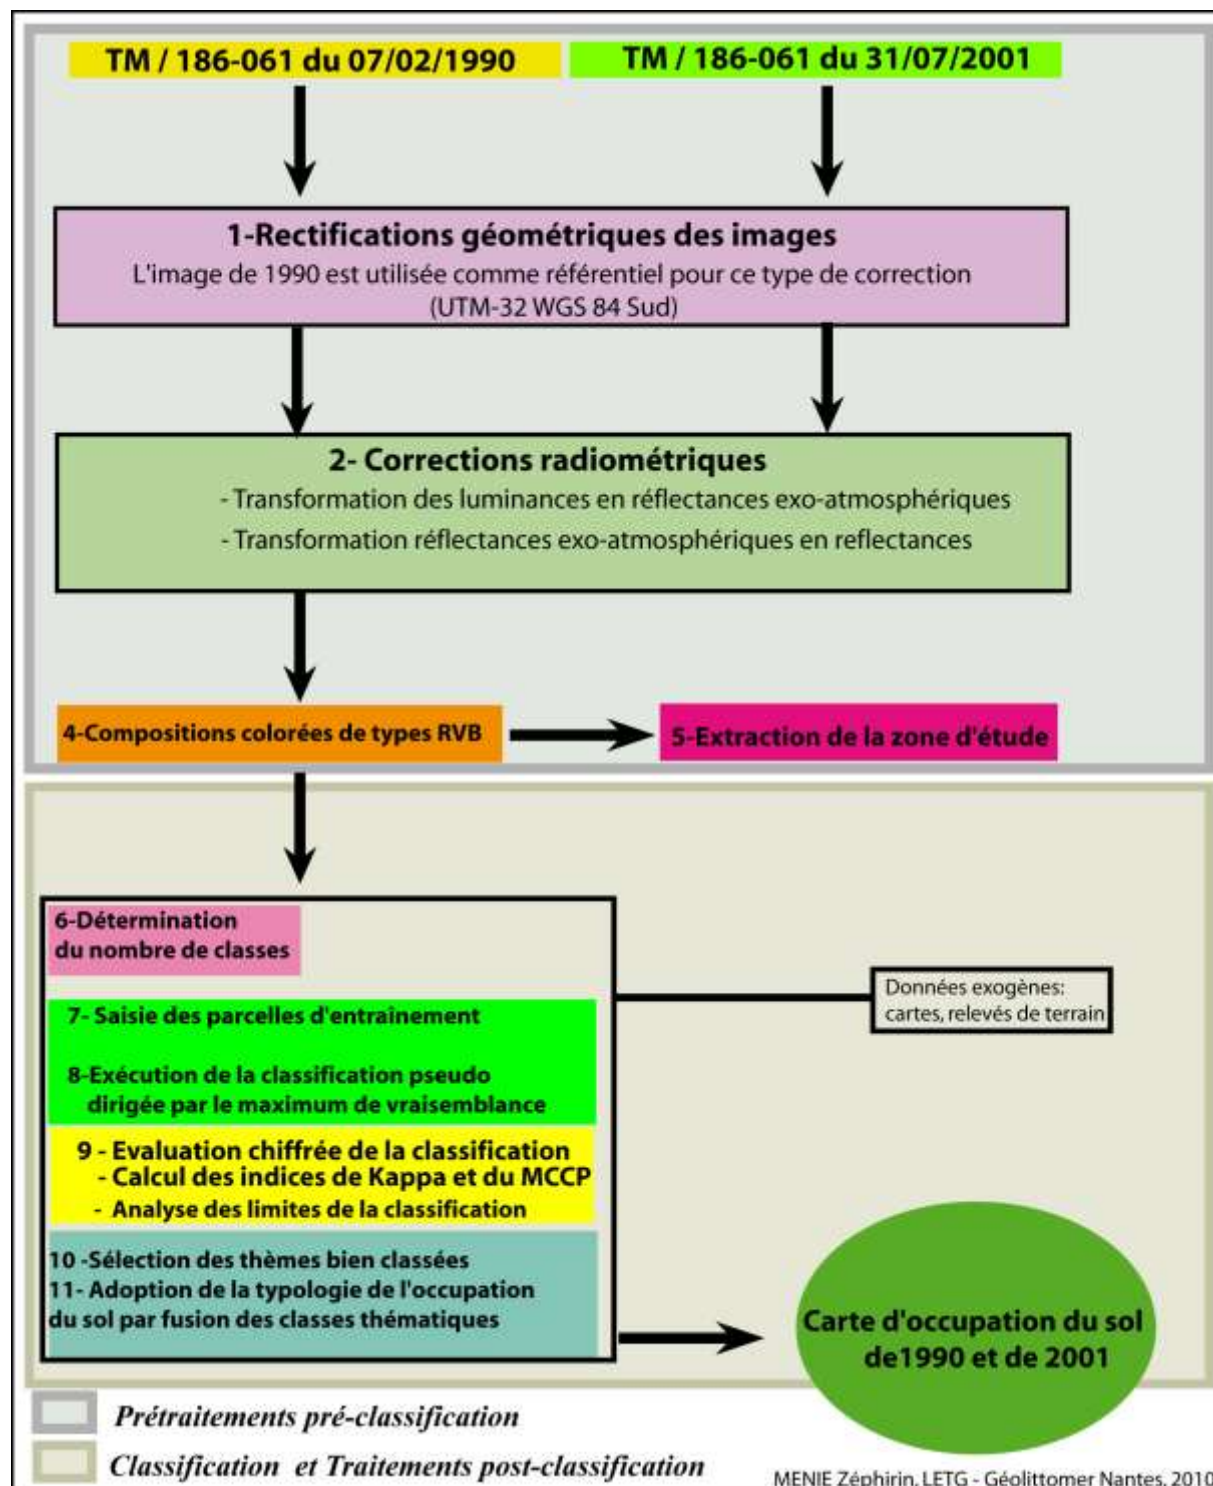 TM / 186-061 du 07/02/1990
TM / 186-061 du 31/07/2001
1-Rectifications géométriques des images
L'image de 1990 est utilisée comme référentiel pour ce type de correction
(UTM-32 WGS 84 Sud)
2- Corrections radiométriques
- Transformation des luminances en réflectances exo-atmosphériques
- Transformation réflectances exo-atmosphériques en reflectances
4-Compositions colorées de types RVB
5-Extraction de la zone d'étude
6-Détermination
du nombre de classes
7- Saisie des parcelles d'entraînement
8-Exécution de la classification pseudo
dirigée par le maximum de vraisemblance
9 - Evaluation chiffrée de la classification
- Calcul des indices de Kappa et du MCCP
- Analyse des limites de la classification
10 -Sélection des thèmes bien classées
11- Adoption de la typologie de l'occupation
du sol par fusion des classes thématiques
Données exogènes:
cartes, relevés de terrain
Carte d'occupation du sol
de1990 et de 2001
Prétraitements pré-classification
Classification et Traitements post-classification
MENIE Zéphirin, LETG - Géolittomer Nantes, 2010